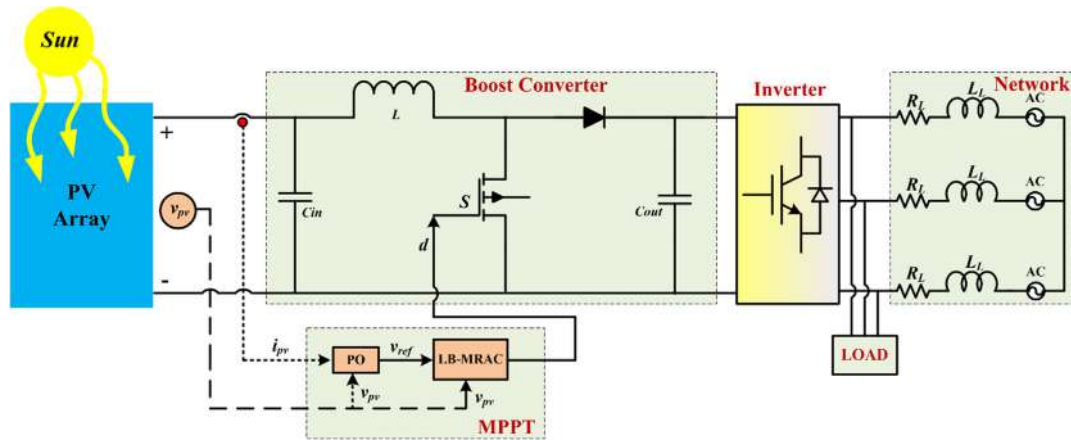 Sun
PV
Array
+
v_pv
-
Boost Converter
L
Cin
S
d
Cout
Inverter
Network
R_L
L_L
AC
R_L
L_L
AC
R_L
L_L
AC
LOAD
i_pv
PO
v_ref
LB-MRAC
v_pv
v_pv
MPPT